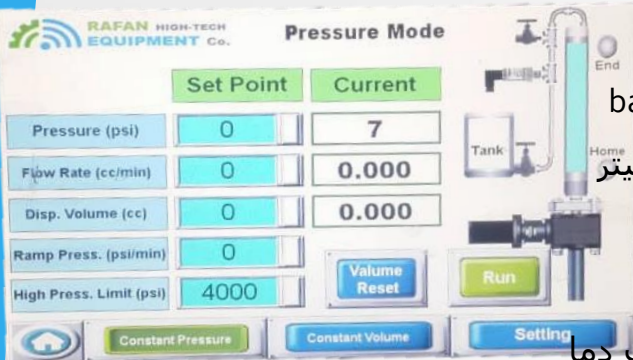 RAFAN HIGH-TECH
EQUIPMENT Co.
Pressure Mode
Set Point Current
End
Pressure (psi) 0 7
Tank
Home
Flow Rate (cc/min) 0 0.000
Disp. Volume (cc) 0 0.000
Ramp Press. (psi/min) 0
High Press. Limit (psi) 4000
Valume
Reset
Run
Constant Pressure
Constant Volume
Setting
دما